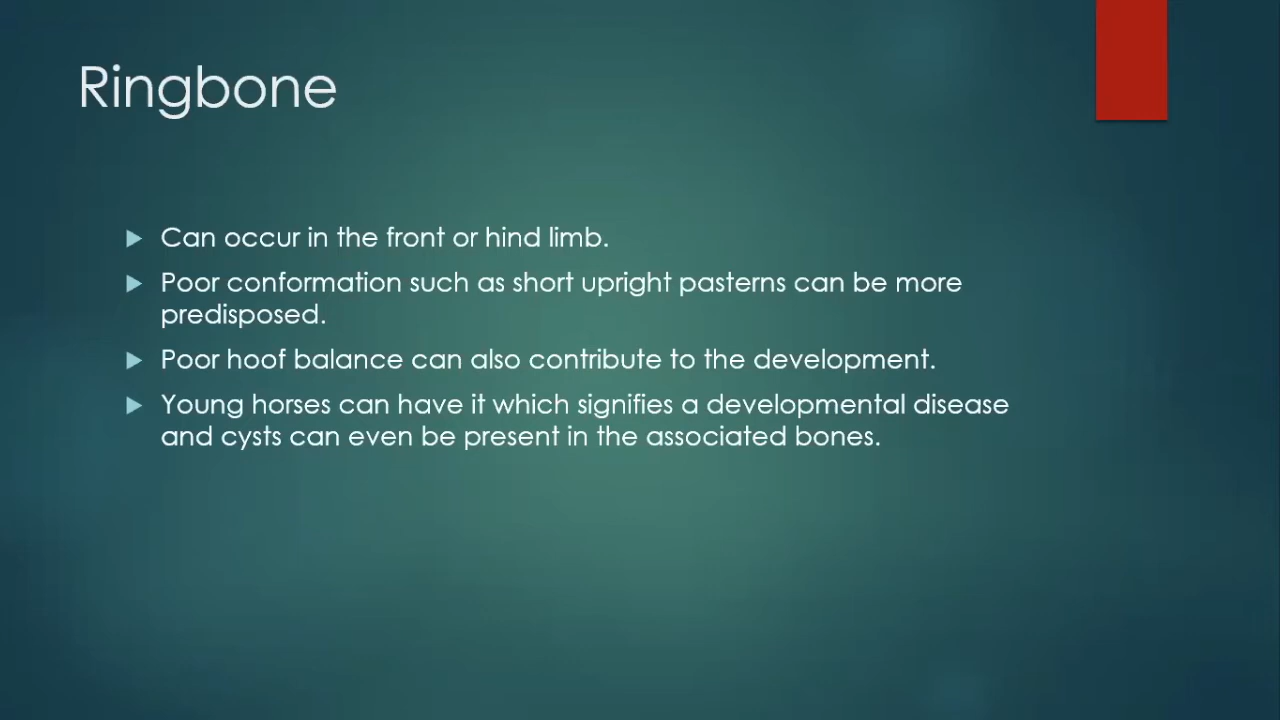 Ringbone
Can occur in the front or hind limb.
Poor conformation such as short upright pasterns can be more
predisposed.
Poor hoof balance can also contribute to the development.
Young horses can have it which signifies a developmental disease
and cysts can even be present in the associated bones.